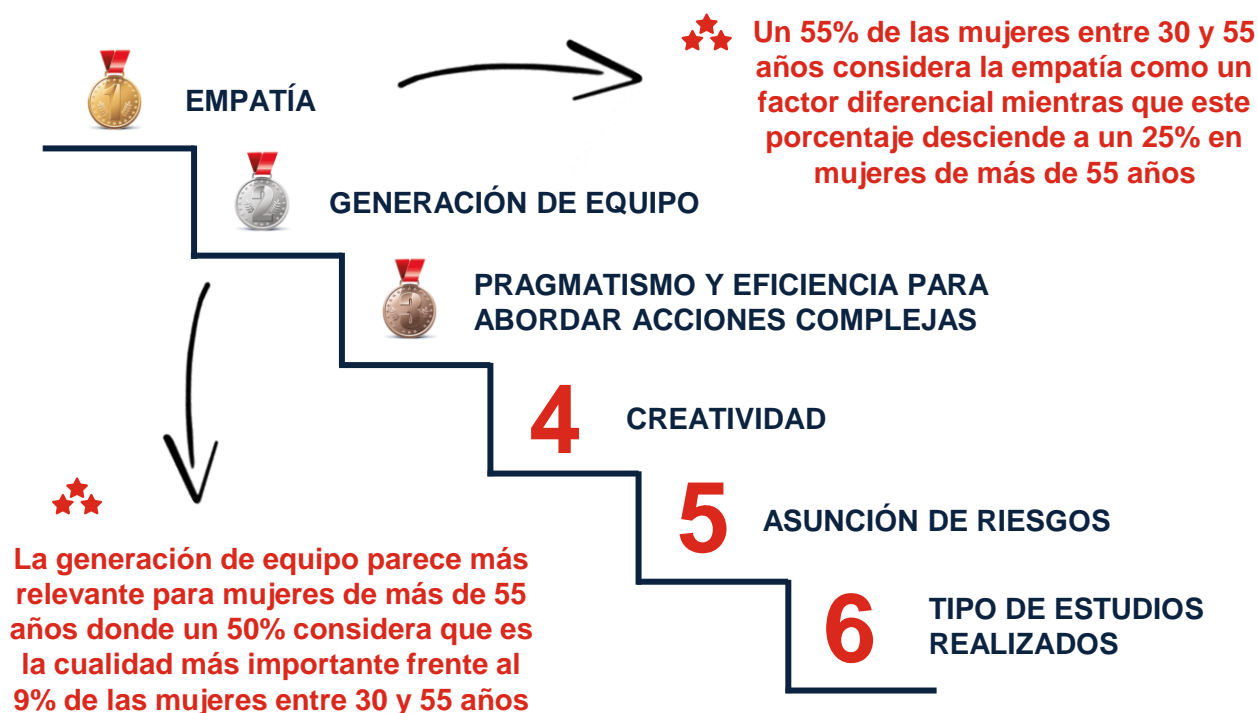 1
EMPATÍA
Un 55% de las mujeres entre 30 y 55
años considera la empatía como un
factor diferencial mientras que este
porcentaje desciende a un 25% en
mujeres de más de 55 años
2
GENERACIÓN DE EQUIPO
3
PRAGMATISMO Y EFICIENCIA PARA
ABORDAR ACCIONES COMPLEJAS
4
CREATIVIDAD
5
ASUNCIÓN DE RIESGOS
6
TIPO DE ESTUDIOS
REALIZADOS
La generación de equipo parece más
relevante para mujeres de más de 55
años donde un 50% considera que es
la cualidad más importante frente al
9% de las mujeres entre 30 y 55 años